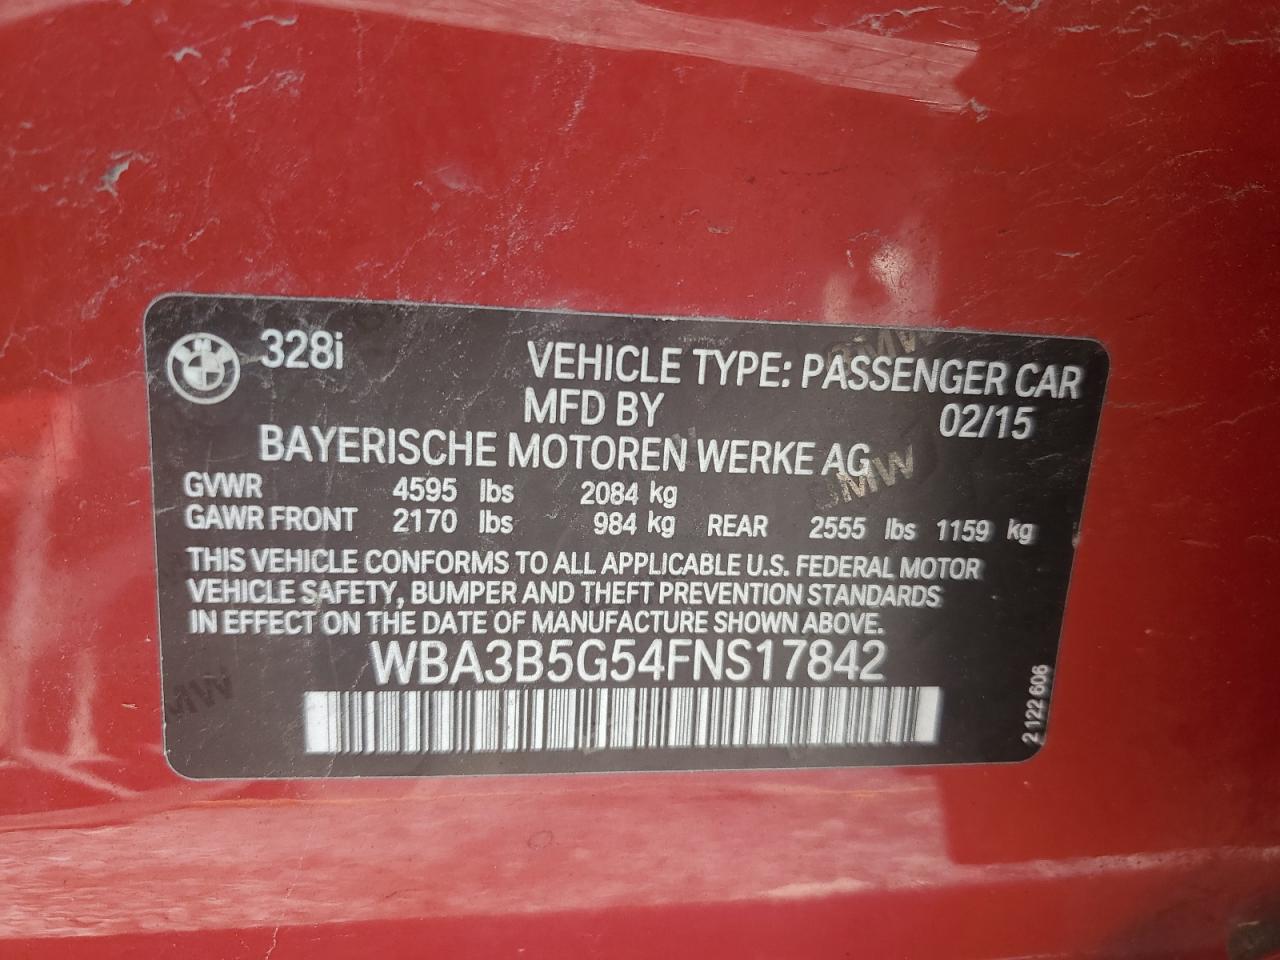 328i
VEHICLE TYPE: PASSENGER CAR
MFD BY 02/15
BAYERISCHE MOTOREN WERKE AG
GVWR 4595 lbs 2084 kg
GAWR FRONT 2170 lbs 984 kg REAR 2555 lbs 1159 kg
THIS VEHICLE CONFORMS TO ALL APPLICABLE U.S. FEDERAL MOTOR
VEHICLE SAFETY, BUMPER AND THEFT PREVENTION STANDARDS
IN EFFECT ON THE DATE OF MANUFACTURE SHOWN ABOVE.
WBA3B5G54FNS17842
2 122 606
BMW
BMW
BMW